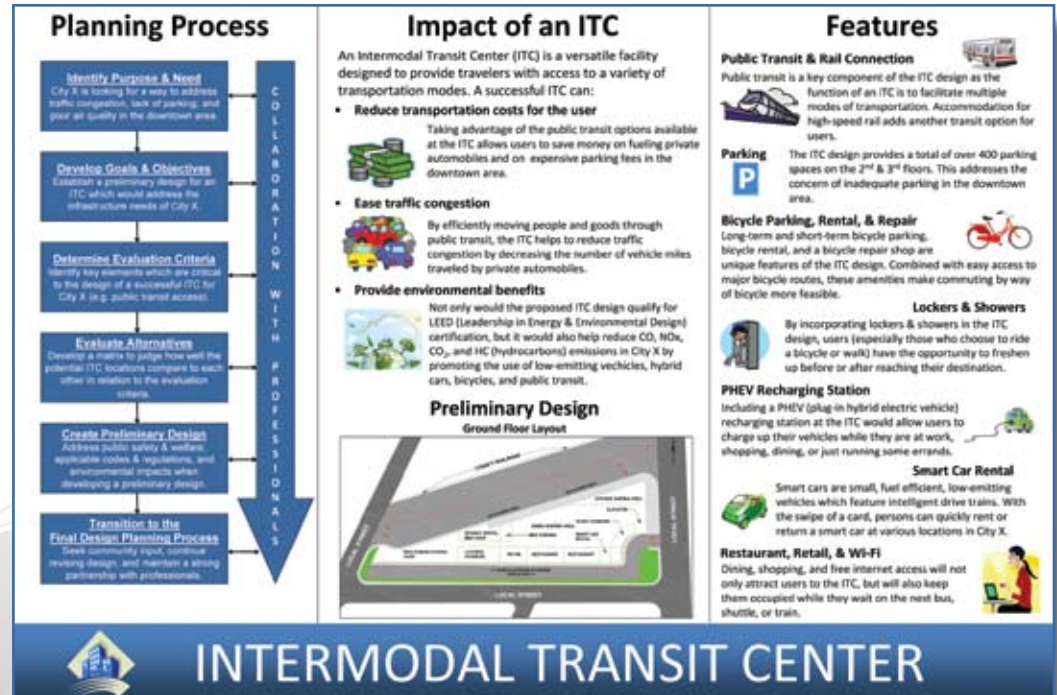 Planning Process
Identify Purpose & Need
City X is looking for a way to address
traffic congestion, lack of parking, and
poor air quality in the downtown area.
Develop Goals & Objectives
Establish a preliminary design for an
ITC which would address the
infrastructure needs of City X.
Determine Evaluation Criteria
Identify key elements which are critical
to the design of a successful ITC for
City X (e.g. public transit access).
Evaluate Alternatives
Develop a matrix to judge how well the
potential ITC locations compare to each
other in relation to the evaluation
criteria.
Create Preliminary Design
Address public safety & welfare,
applicable codes & regulations, and
environmental impacts when
developing a preliminary design.
Transition to the
Final Design Planning Process
Seek community input, continue
revising design, and maintain a strong
partnership with professionals.
COLLABORATION WITH PROFESSIONALS
Impact of an ITC
An Intermodal Transit Center (ITC) is a versatile facility
designed to provide travelers with access to a variety of
transportation modes. A successful ITC can:
• Reduce transportation costs for the user
Taking advantage of the public transit options available
at the ITC allows users to save money on fueling private
automobiles and on expensive parking fees in the
downtown area.
• Ease traffic congestion
By efficiently moving people and goods through
public transit, the ITC helps to reduce traffic
congestion by decreasing the number of vehicle miles
traveled by private automobiles.
• Provide environmental benefits
Not only would the proposed ITC design qualify for
LEED (Leadership in Energy & Environmental Design)
certification, but it would also help reduce CO, NOx,
CO₂, and HC (hydrocarbons) emissions in City X by
promoting the use of low-emitting vechicles, hybrid
cars, bicycles, and public transit.
Preliminary Design
Ground Floor Layout
LOCAL STREET
LOCAL STREET
LOCAL STREET
Features
Public Transit & Rail Connection
Public transit is a key component of the ITC design as the
function of an ITC is to facilitate multiple
modes of transportation. Accommodation for
high-speed rail adds another transit option for
users.
Parking
P
The ITC design provides a total of over 400 parking
spaces on the 2nd & 3rd floors. This addresses the
concern of inadequate parking in the downtown
area.
Bicycle Parking, Rental, & Repair
Long-term and short-term bicycle parking,
bicycle rental, and a bicycle repair shop are
unique features of the ITC design. Combined with easy access to
major bicycle routes, these amenities make commuting by way
of bicycle more feasible.
Lockers & Showers
By incorporating lockers & showers in the ITC
design, users (especially those who choose to ride
a bicycle or walk) have the opportunity to freshen
up before or after reaching their destination.
PHEV Recharging Station
Including a PHEV (plug-in hybrid electric vehicle)
recharging station at the ITC would allow users to
charge up their vehicles while they are at work,
shopping, dining, or just running some errands.
Smart Car Rental
Smart cars are small, fuel efficient, low-emitting
vehicles which feature intelligent drive trains. With
the swipe of a card, persons can quickly rent or
return a smart car at various locations in City X.
Restaurant, Retail, & Wi-Fi
Dining, shopping, and free internet access will not
only attract users to the ITC, but will also keep
them occupied while they wait on the next bus,
shuttle, or train.
INTERMODAL TRANSIT CENTER